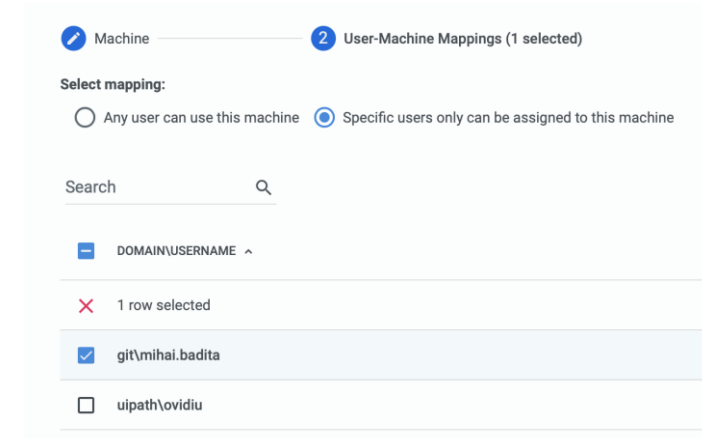 Machine
2 User-Machine Mappings (1 selected)
Select mapping:
Any user can use this machine
Specific users only can be assigned to this machine
Search
DOMAIN\USERNAME
1 row selected
git\mihai.badita
uipath\ovidiu